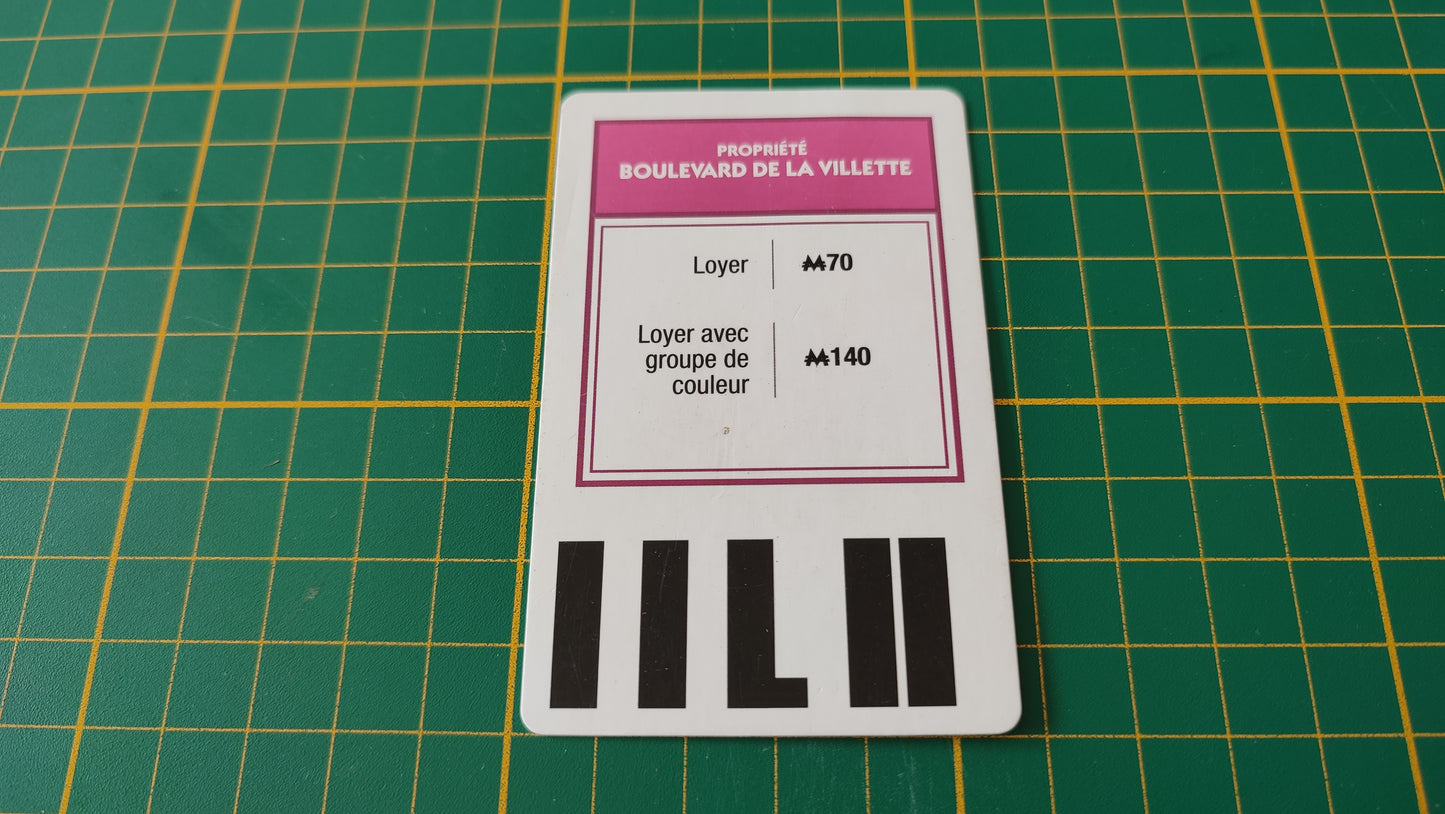 PROPRIÉTÉ
BOULEVARD DE LA VILLETTE
Loyer ₩70
Loyer avec
groupe de
couleur
₩140